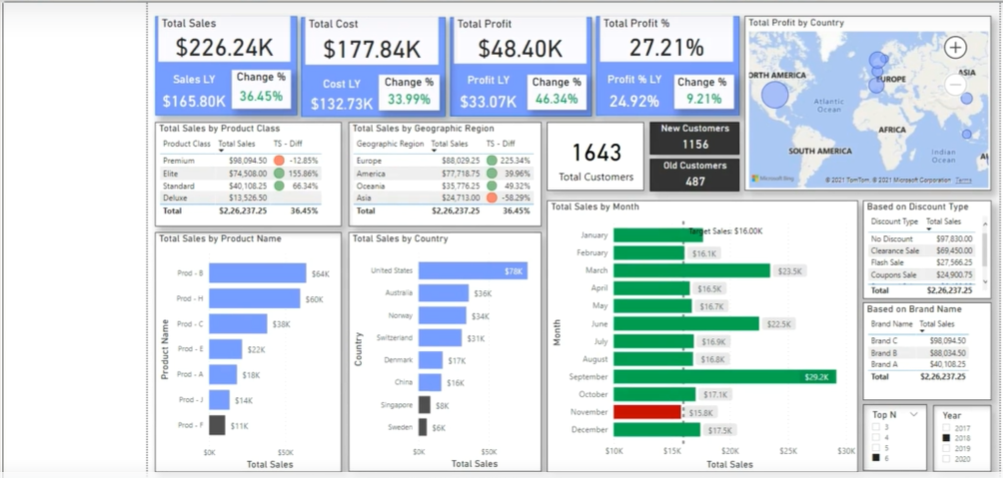 Total Sales
$226.24K
Sales LY
$165.80K
Change %
36.45%
Total Cost
$177.84K
Cost LY
$132.73K
Change %
33.99%
Total Profit
$48.40K
Profit LY
$33.07K
Change %
46.34%
Total Profit %
27.21%
Profit % LY
24.92%
Change %
9.21%
Total Profit by Country
ORTH AMERICA
EUROPE
ASIA
Atlantic
Ocean
AFRICA
SOUTH AMERICA
Indian
Ocean
AU
Microsoft Bing
© 2021 TomTom, © 2021 Microsoft Corporation Terms
Total Sales by Product Class
Product Class Total Sales TS - Diff
Premium $98,094.50 -12.85%
Elite $74,508.00 155.86%
Standard $40,108.25 66.34%
Deluxe $13,526.50
Total $2,26,237.25 36.45%
Total Sales by Geographic Region
Geographic Region Total Sales TS - Diff
Europe $88,029.25 225.34%
America $77,718.75 39.96%
Oceania $35,776.25 49.32%
Asia $24,713.00 -58.29%
Total $2,26,237.25 36.45%
1643
Total Customers
New Customers
1156
Old Customers
487
Total Sales by Product Name
Product Name
Prod - B $64K
Prod - H $60K
Prod - C $38K
Prod - E $22K
Prod - A $18K
Prod - J $14K
Prod - F $11K
$0K $50K
Total Sales
Total Sales by Country
Country
United States $78K
Australia $36K
Norway $34K
Switzerland $31K
Denmark $17K
China $16K
Singapore $8K
Sweden $6K
$0K $50K
Total Sales
Total Sales by Month
Month
Target Sales: $16.00K
January
February $16.1K
March $23.5K
April $16.5K
May $16.7K
June $22.5K
July $16.9K
August $16.8K
September $29.2K
October $17.1K
November $15.8K
December $17.5K
$10K $15K $20K $25K $30K
Total Sales
Based on Discount Type
Discount Type Total Sales
No Discount $97,830.00
Clearance Sale $69,450.00
Flash Sale $27,566.25
Coupons Sale $24,900.75
Total $2,26,237.25
Based on Brand Name
Brand Name Total Sales
Brand C $98,094.50
Brand B $88,034.50
Brand A $40,108.25
Total $2,26,237.25
Top N
3
4
5
6
Year
2017
2018
2019
2020